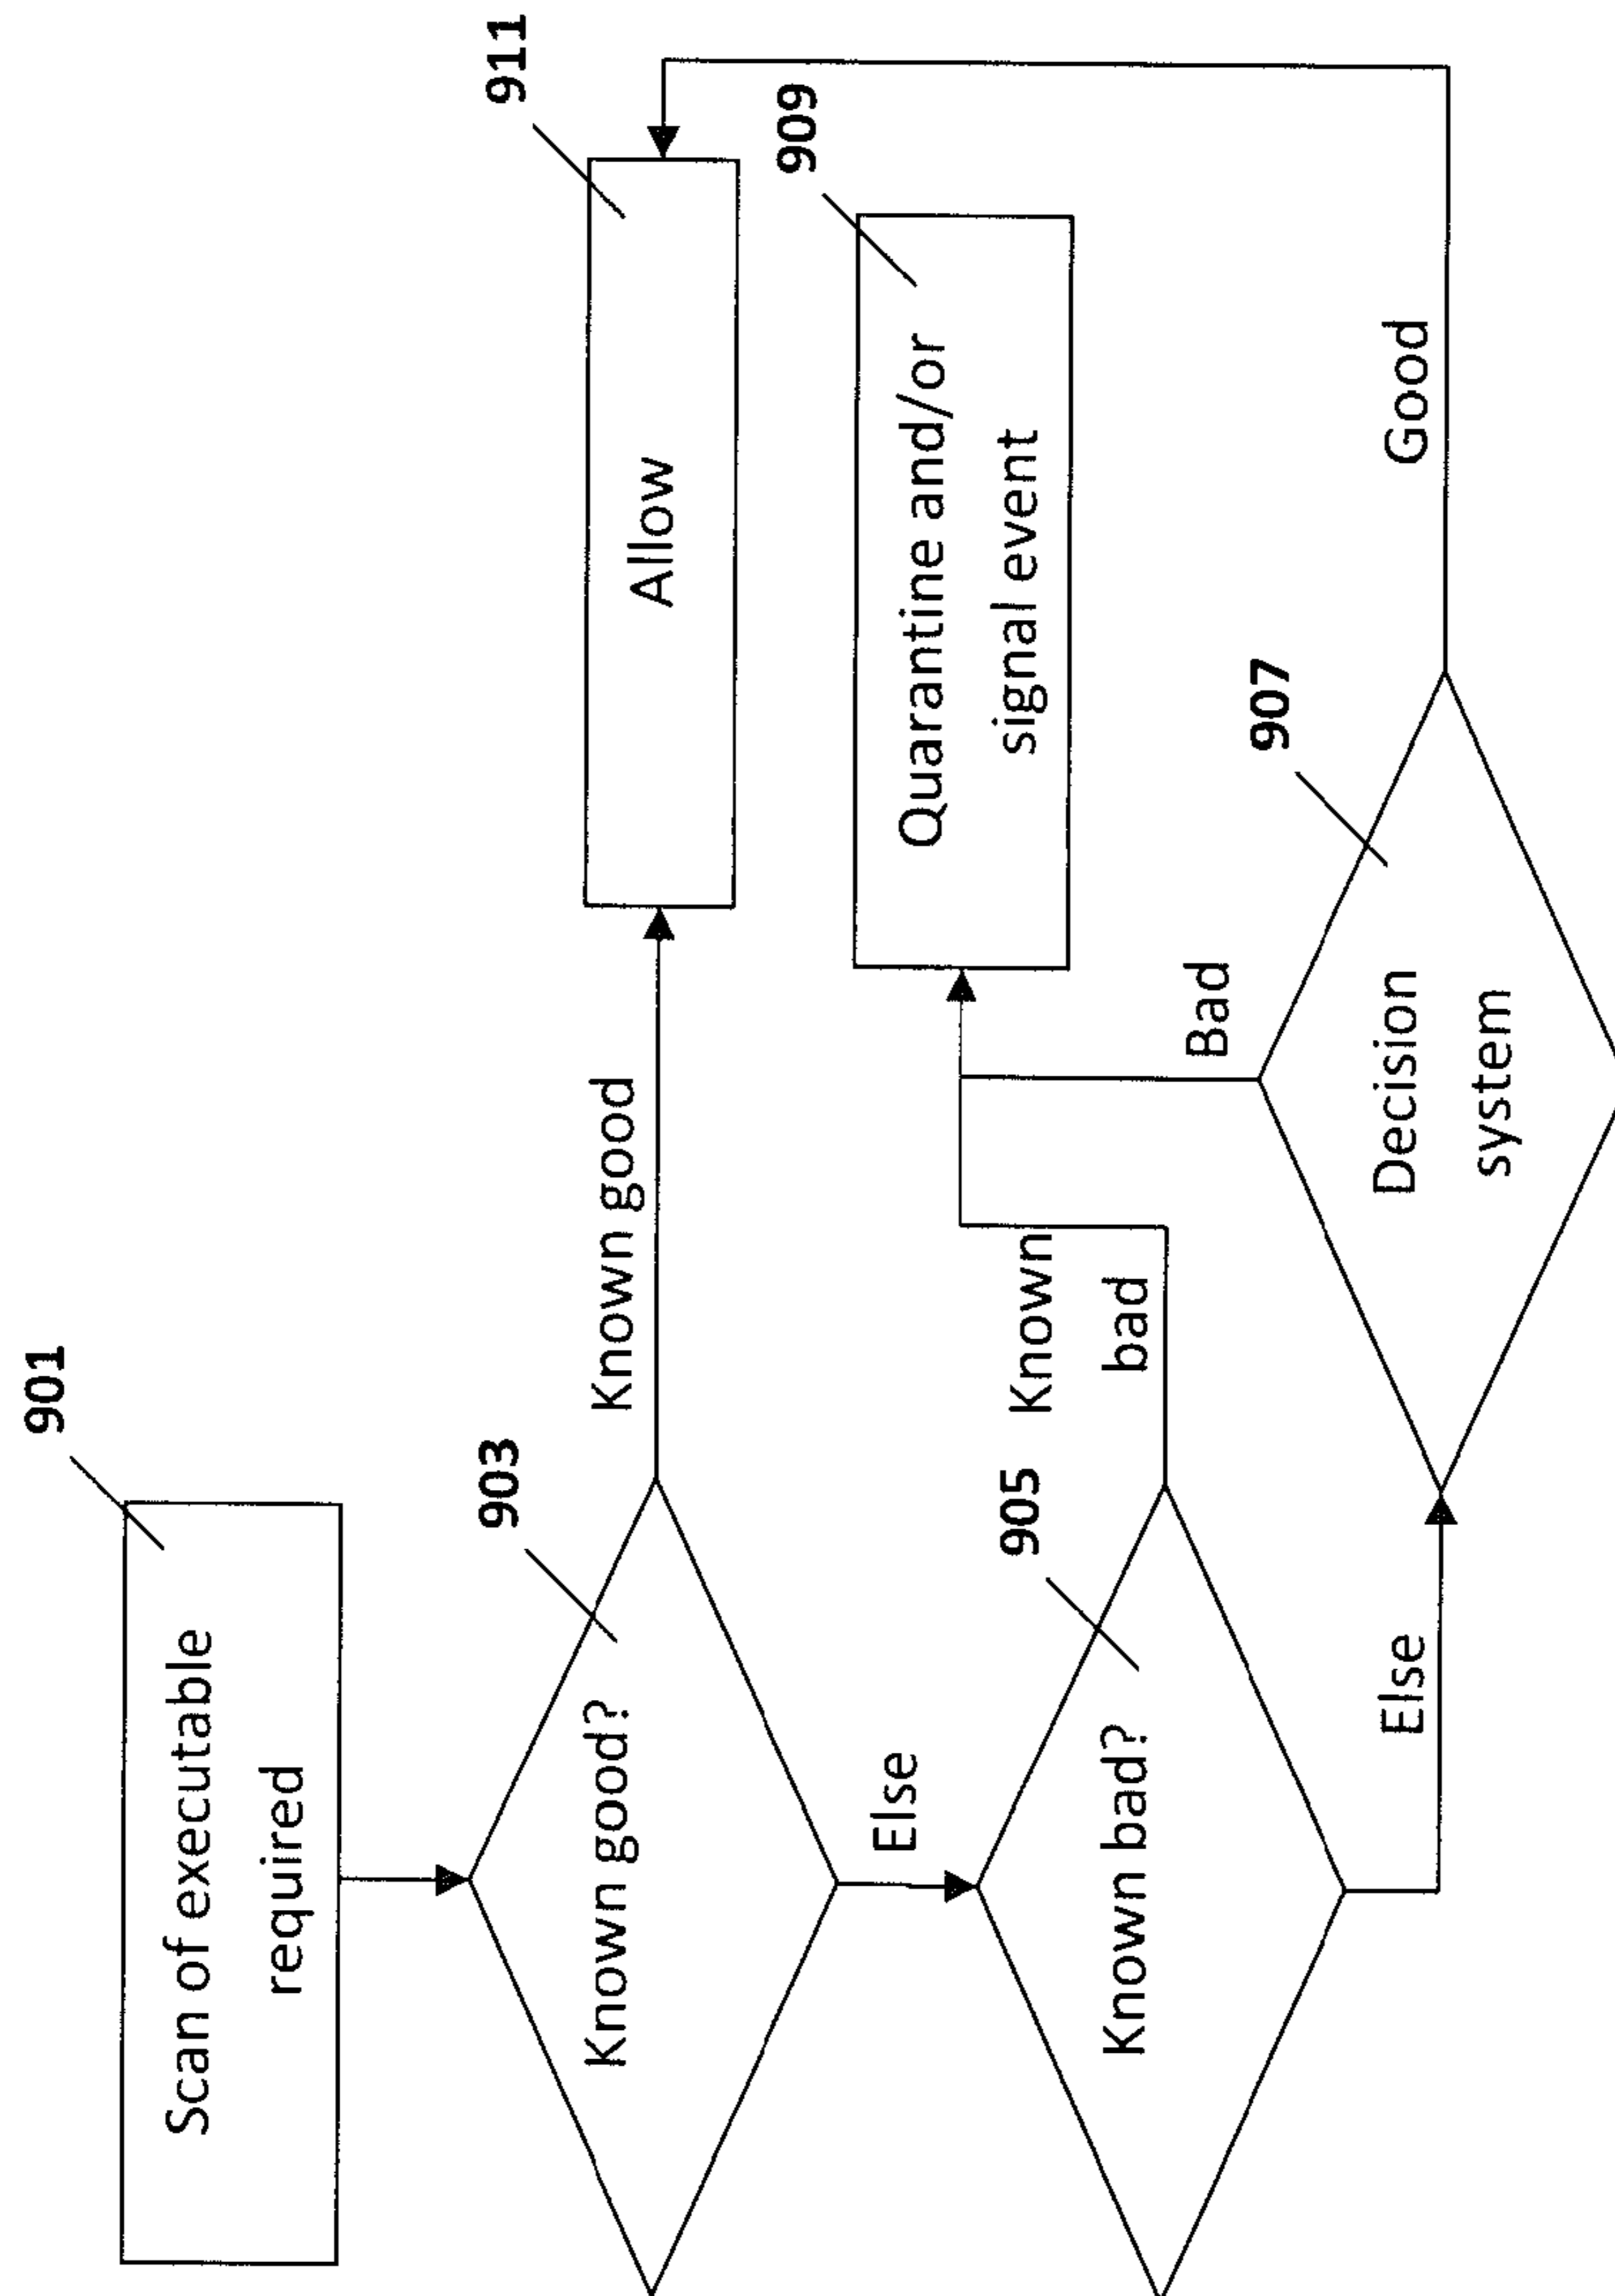 901
Scan of executable
required
903
Known good?
Known good
911
Allow
Else
905
Known bad?
Known
bad
909
Quarantine and/or
signal event
Else
907
Decision
system
Bad
Good